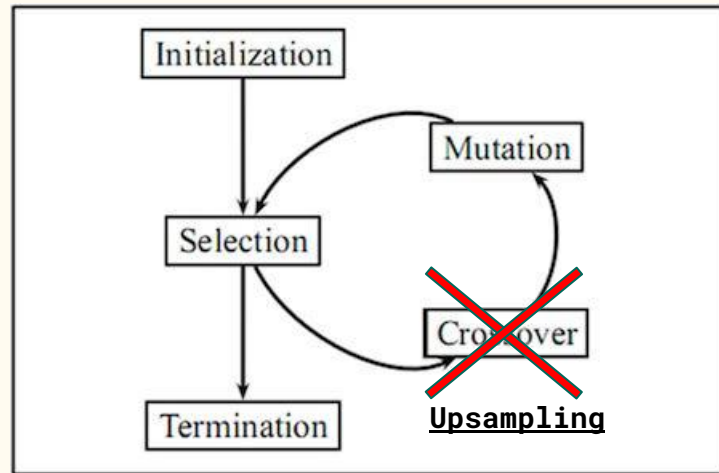 Initialization
Mutation
Selection
Crossover
Upsampling
Termination